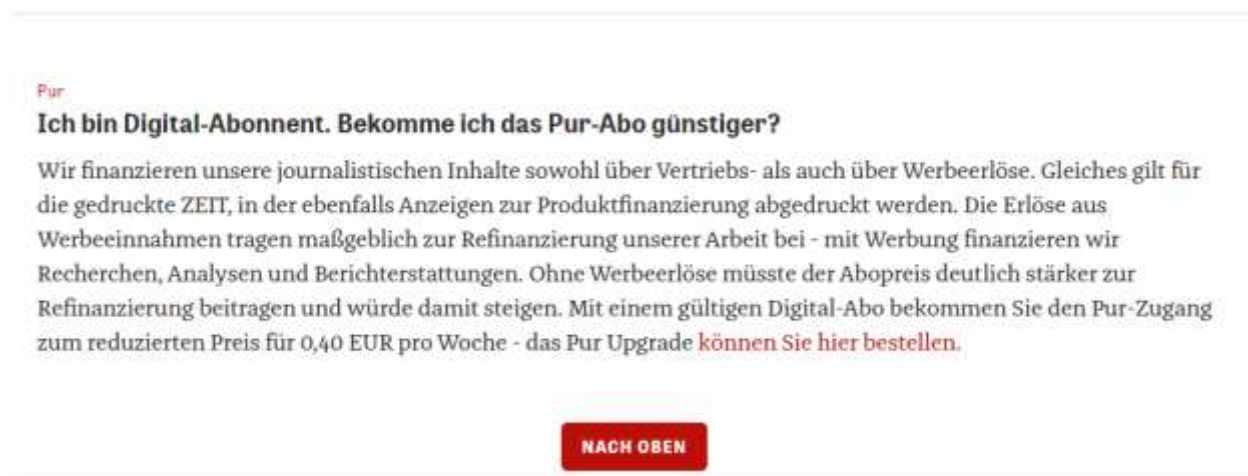 Pur
Ich bin Digital-Abonnent. Bekomme ich das Pur-Abo günstiger?
Wir finanzieren unsere journalistischen Inhalte sowohl über Vertriebs- als auch über Werbeerlöse. Gleiches gilt für
die gedruckte ZEIT, in der ebenfalls Anzeigen zur Produktfinanzierung abgedruckt werden. Die Erlöse aus
Werbeeinnahmen tragen maßgeblich zur Refinanzierung unserer Arbeit bei - mit Werbung finanzieren wir
Recherchen, Analysen und Berichterstattungen. Ohne Werbeerlöse müsste der Abopreis deutlich stärker zur
Refinanzierung beitragen und würde damit steigen. Mit einem gültigen Digital-Abo bekommen Sie den Pur-Zugang
zum reduzierten Preis für 0,40 EUR pro Woche - das Pur Upgrade können Sie hier bestellen.
NACH OBEN